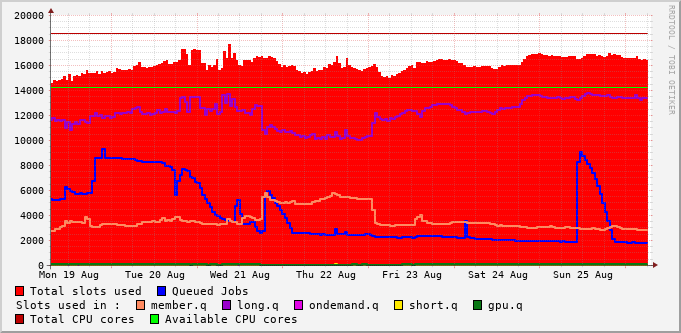 20000
18000
16000
14000
12000
10000
8000
6000
4000
2000
0
Mon 19 Aug Tue 20 Aug Wed 21 Aug Thu 22 Aug Fri 23 Aug Sat 24 Aug Sun 25 Aug
RRDTOOL / TOBI OETIKER
Total slots used Queued Jobs
Slots used in : member.q long.q ondemand.q short.q gpu.q
Total CPU cores Available CPU cores